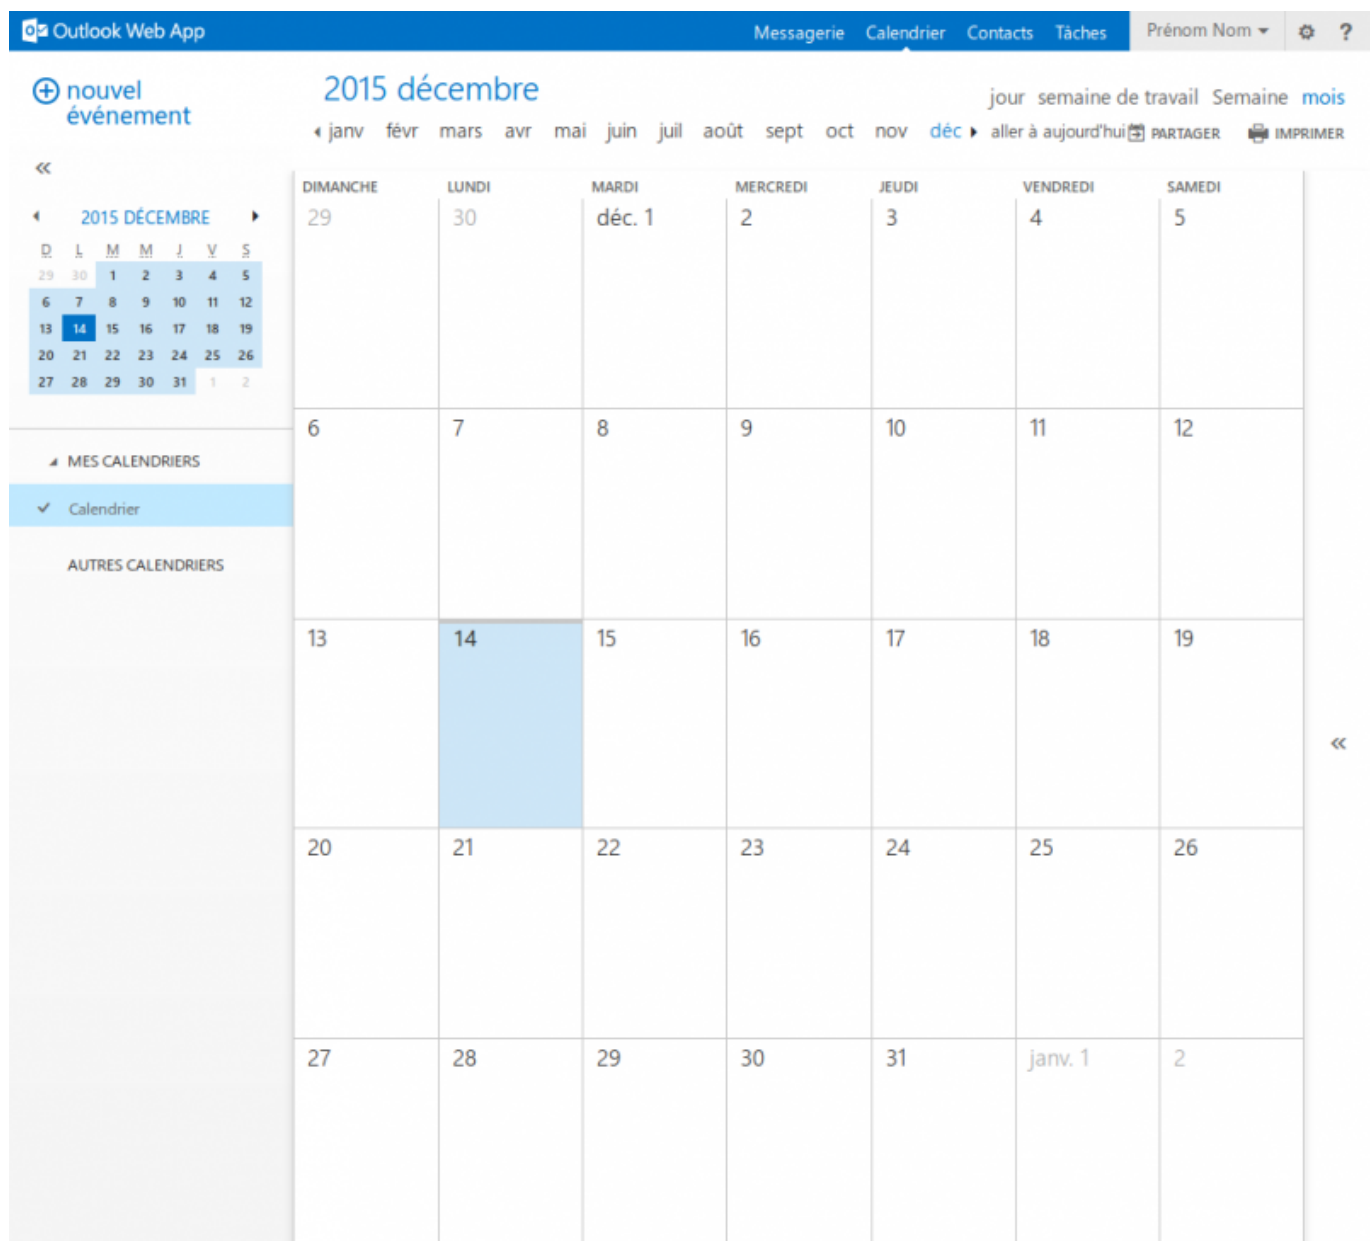 Outlook Web App
Messagerie Calendrier Contacts Tâches Prénom Nom ?
nouvel
événement
2015 décembre
jour semaine de travail Semaine mois
janv févr mars avr mai juin juil août sept oct nov déc aller à aujourd'hui PARTAGER IMPRIMER
2015 DÉCEMBRE
D L M M J V S
29 30 1 2 3 4 5
6 7 8 9 10 11 12
13 14 15 16 17 18 19
20 21 22 23 24 25 26
27 28 29 30 31 1 2
MES CALENDRIERS
Calendrier
AUTRES CALENDRIERS
DIMANCHE LUNDI MARDI MERCREDI JEUDI VENDREDI SAMEDI
29 30 déc. 1 2 3 4 5
6 7 8 9 10 11 12
13 14 15 16 17 18 19
20 21 22 23 24 25 26
27 28 29 30 31 janv. 1 2